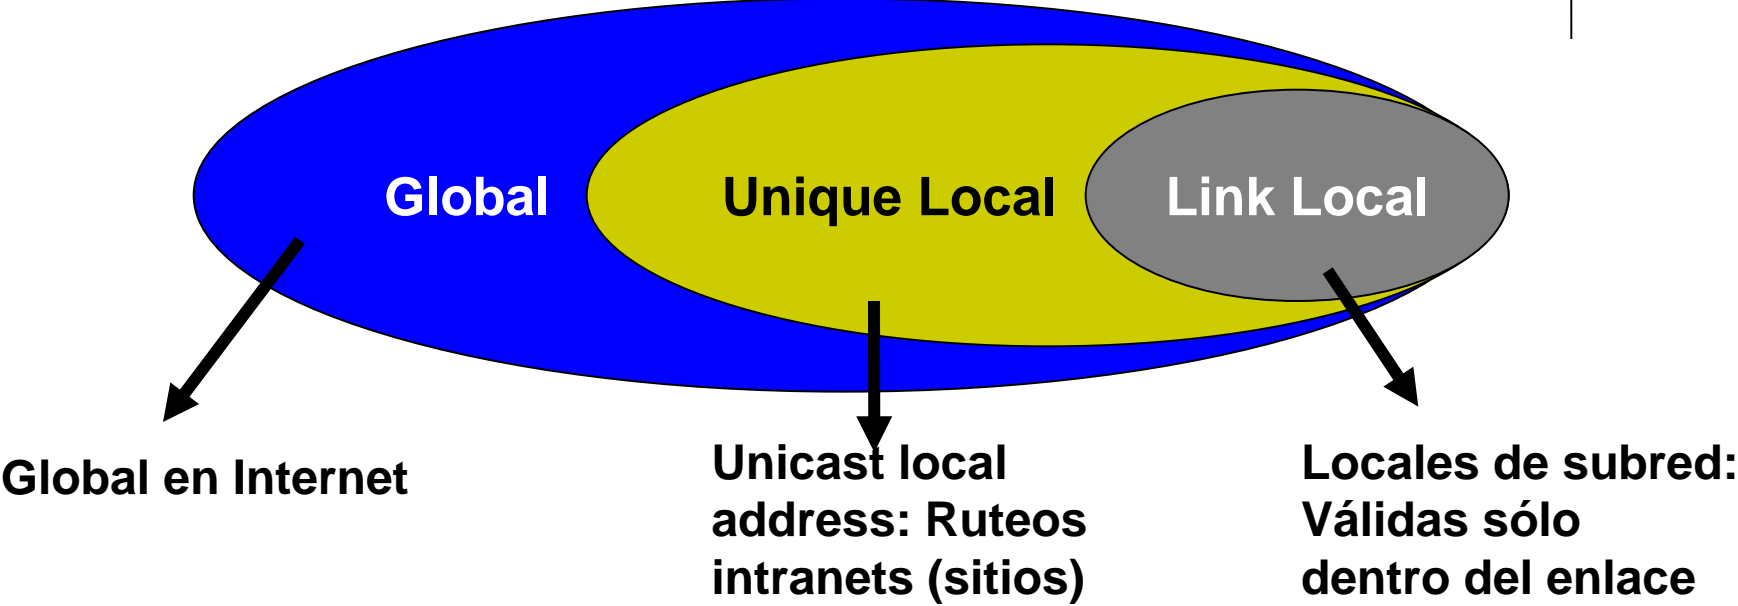 Global
Unique Local
Link Local
Global en Internet
Unicast local
address: Ruteos
intranets (sitios)
Locales de subred:
Válidas sólo
dentro del enlace